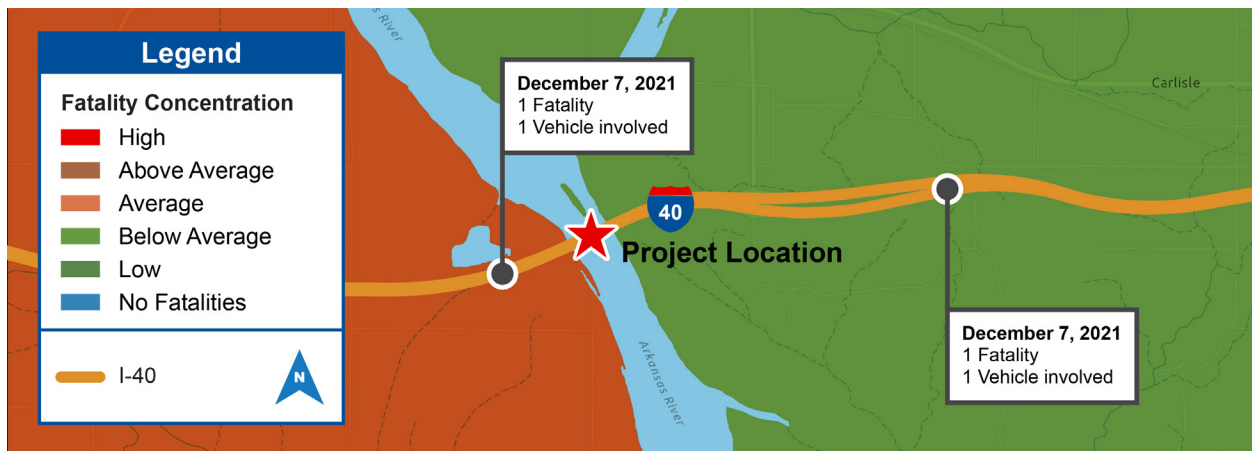 Legend
Fatality Concentration
High
Above Average
Average
Below Average
Low
No Fatalities
I-40
N
as River
December 7, 2021
1 Fatality
1 Vehicle involved
40
Project Location
Carlisle
December 7, 2021
1 Fatality
1 Vehicle involved
Arkansas River